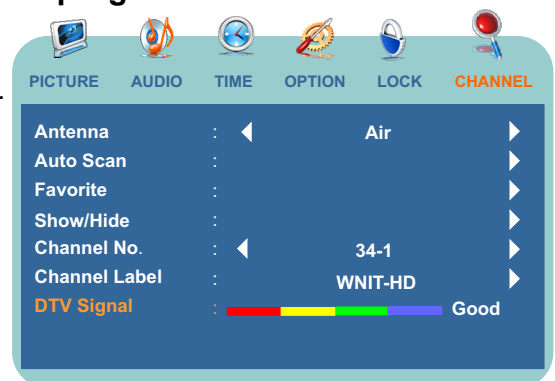 PICTURE AUDIO TIME OPTION LOCK CHANNEL
Antenna : Air
Auto Scan :
Favorite :
Show/Hide :
Channel No. : 34-1
Channel Label : WNIT-HD
DTV Signal : Good